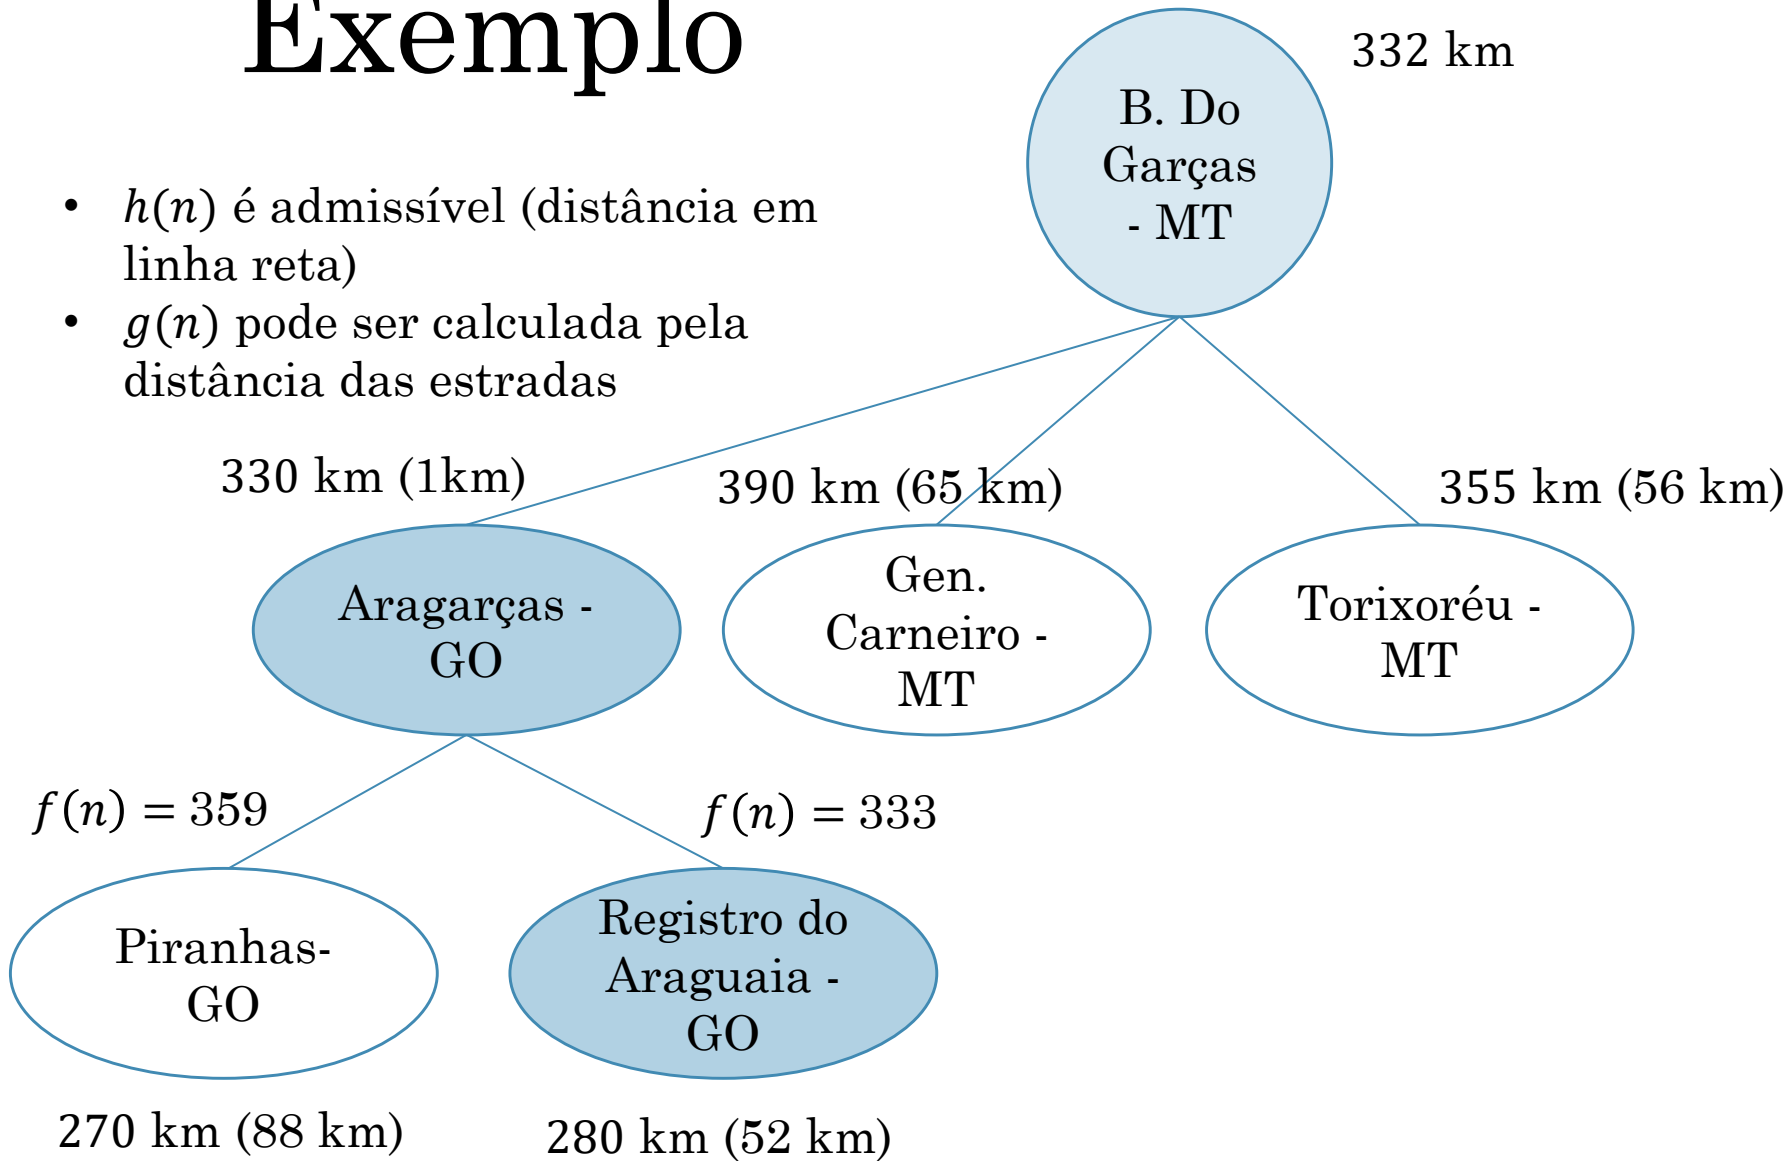 Exemplo
332 km
B. Do
Garças
- MT
• h(n) é admissível (distância em
linha reta)
• g(n) pode ser calculada pela
distância das estradas
330 km (1km)
390 km (65 km)
355 km (56 km)
Aragarças -
GO
Gen.
Carneiro -
MT
Torixoréu -
MT
f(n) = 359
f(n) = 333
Piranhas-
GO
Registro do
Araguaia -
GO
270 km (88 km)
280 km (52 km)